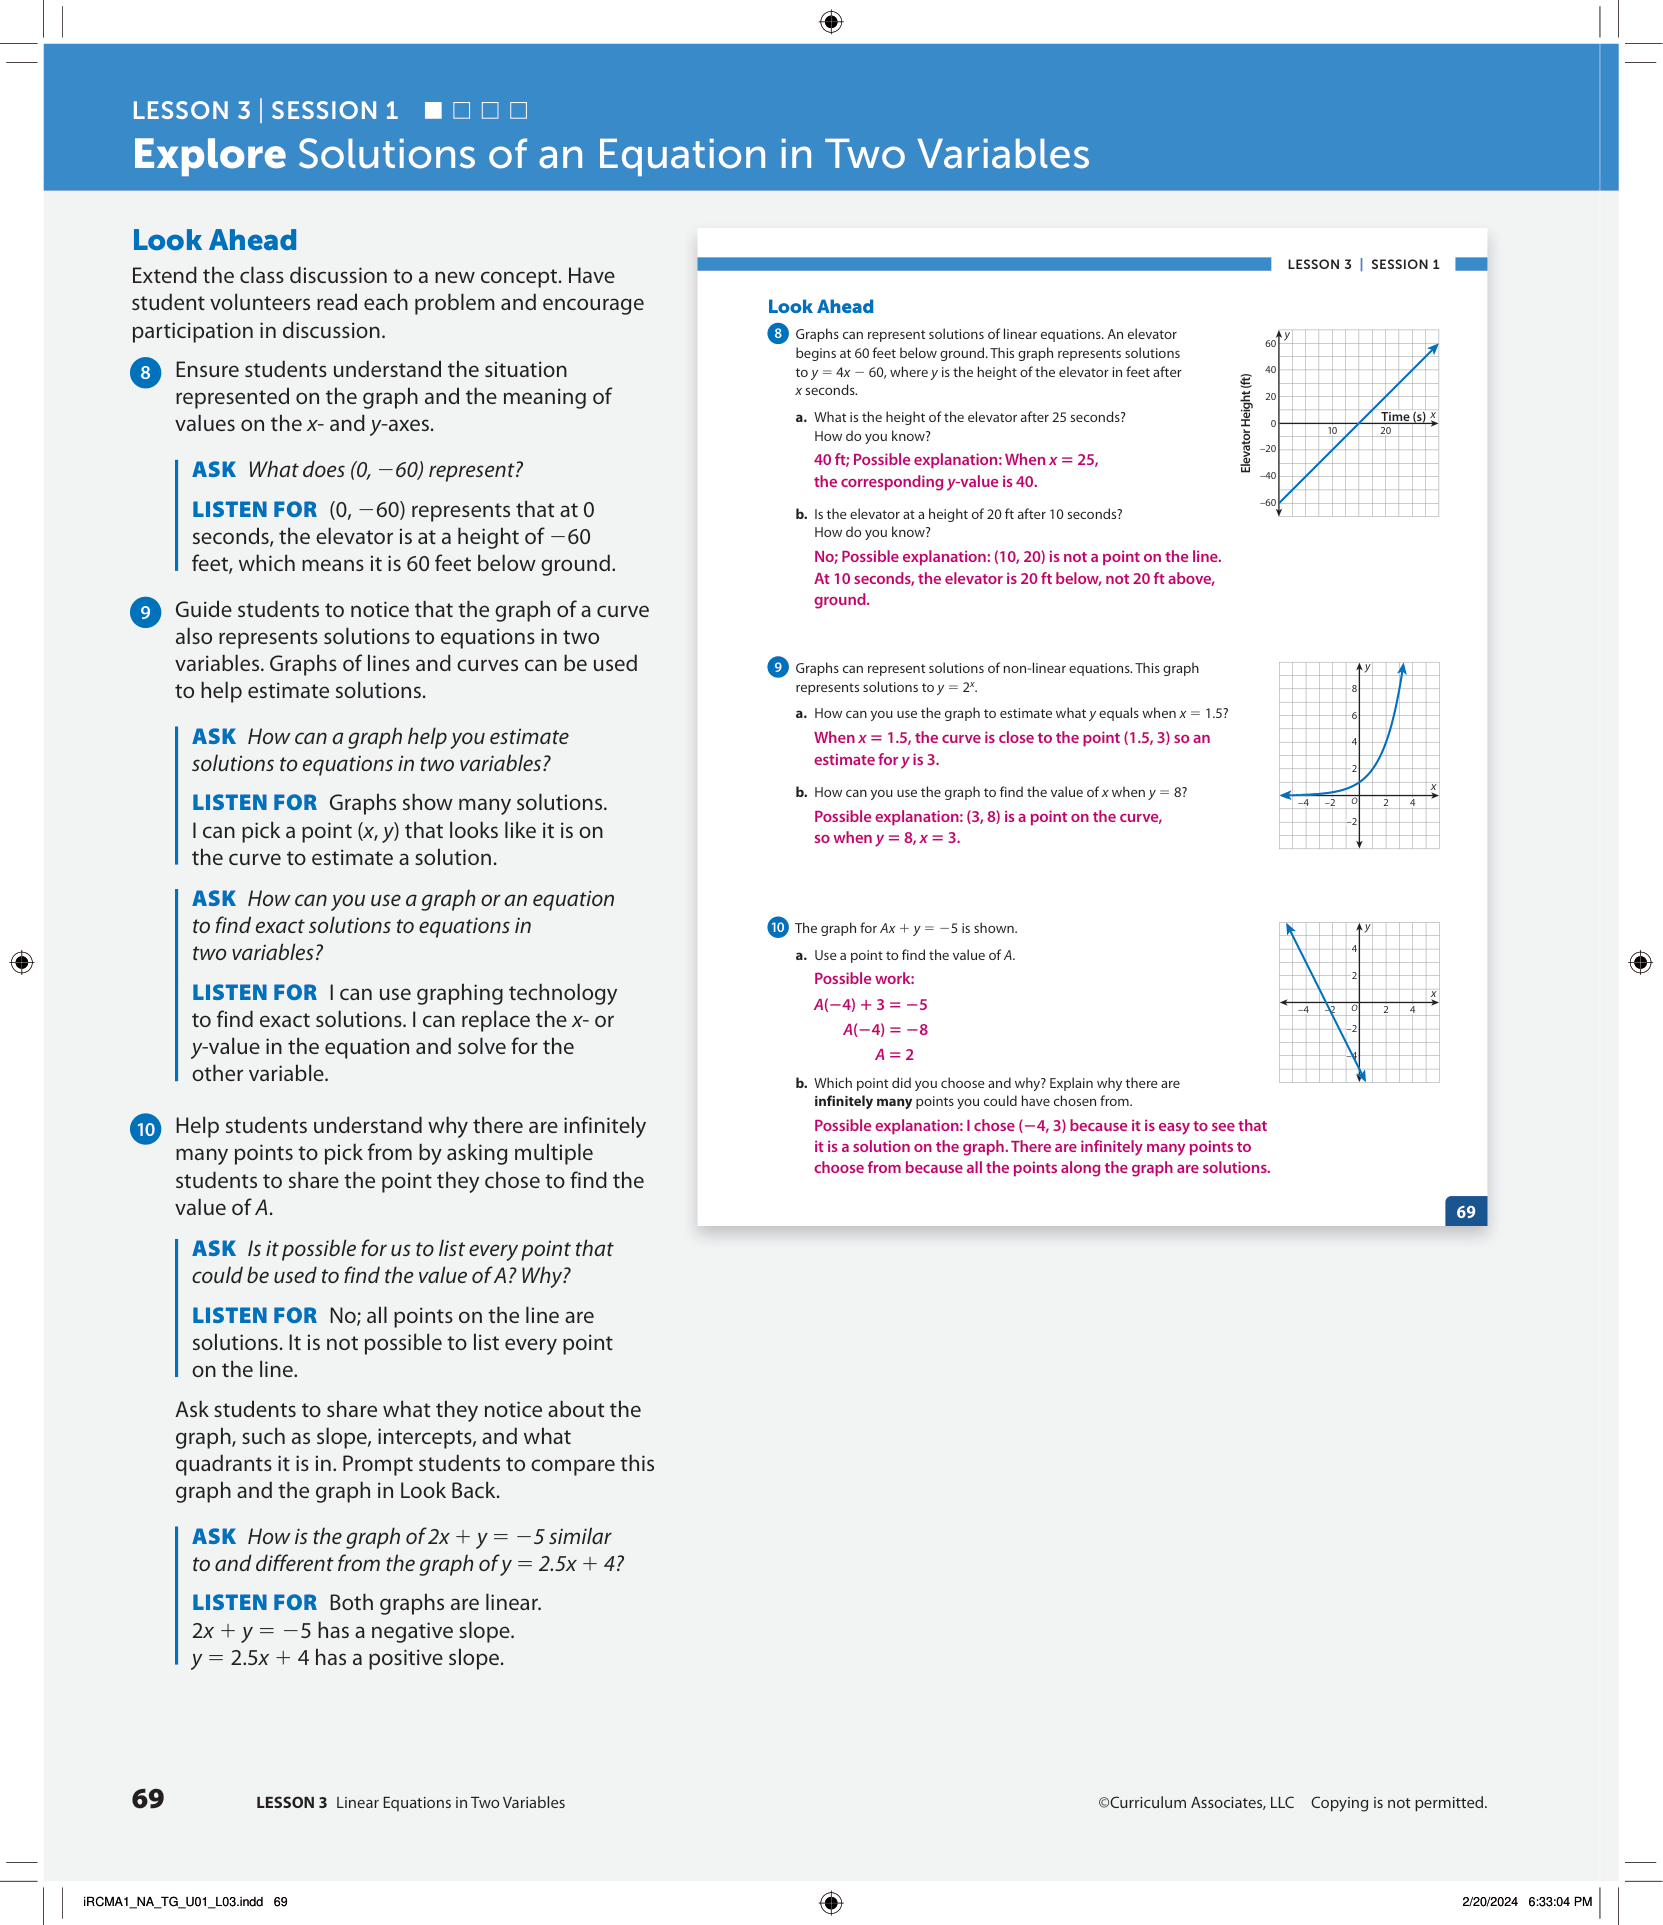 LESSON 3 | SESSION 1
Explore Solutions of an Equation in Two Variables
Look Ahead
Extend the class discussion to a new concept. Have
student volunteers read each problem and encourage
participation in discussion.
8 Ensure students understand the situation
represented on the graph and the meaning of
values on the x- and y-axes.
ASK What does (0, −60) represent?
LISTEN FOR (0, −60) represents that at 0
seconds, the elevator is at a height of −60
feet, which means it is 60 feet below ground.
9 Guide students to notice that the graph of a curve
also represents solutions to equations in two
variables. Graphs of lines and curves can be used
to help estimate solutions.
ASK How can a graph help you estimate
solutions to equations in two variables?
LISTEN FOR Graphs show many solutions.
I can pick a point (x, y) that looks like it is on
the curve to estimate a solution.
ASK How can you use a graph or an equation
to find exact solutions to equations in
two variables?
LISTEN FOR I can use graphing technology
to find exact solutions. I can replace the x- or
y-value in the equation and solve for the
other variable.
10 Help students understand why there are infinitely
many points to pick from by asking multiple
students to share the point they chose to find the
value of A.
ASK Is it possible for us to list every point that
could be used to find the value of A? Why?
LISTEN FOR No; all points on the line are
solutions. It is not possible to list every point
on the line.
Ask students to share what they notice about the
graph, such as slope, intercepts, and what
quadrants it is in. Prompt students to compare this
graph and the graph in Look Back.
ASK How is the graph of 2x + y = −5 similar
to and different from the graph of y = 2.5x + 4?
LISTEN FOR Both graphs are linear.
2x + y = −5 has a negative slope.
y = 2.5x + 4 has a positive slope.
LESSON 3 | SESSION 1
Look Ahead
8 Graphs can represent solutions of linear equations. An elevator
begins at 60 feet below ground. This graph represents solutions
to y = 4x − 60, where y is the height of the elevator in feet after
x seconds.
a. What is the height of the elevator after 25 seconds?
How do you know?
40 ft; Possible explanation: When x = 25,
the corresponding y-value is 40.
b. Is the elevator at a height of 20 ft after 10 seconds?
How do you know?
No; Possible explanation: (10, 20) is not a point on the line.
At 10 seconds, the elevator is 20 ft below, not 20 ft above,
ground.
Elevator Height (ft)
y
60
40
20
0
−20
−40
−60
10
20
Time (s) x
9 Graphs can represent solutions of non-linear equations. This graph
represents solutions to y = 2ˣ.
a. How can you use the graph to estimate what y equals when x = 1.5?
When x = 1.5, the curve is close to the point (1.5, 3) so an
estimate for y is 3.
b. How can you use the graph to find the value of x when y = 8?
Possible explanation: (3, 8) is a point on the curve,
so when y = 8, x = 3.
y
8
6
4
2
x
−4 −2 O 2 4
−2
10 The graph for Ax + y = −5 is shown.
a. Use a point to find the value of A.
Possible work:
A(−4) + 3 = −5
A(−4) = −8
A = 2
b. Which point did you choose and why? Explain why there are
infinitely many points you could have chosen from.
Possible explanation: I chose (−4, 3) because it is easy to see that
it is a solution on the graph. There are infinitely many points to
choose from because all the points along the graph are solutions.
y
4
2
x
−4 −2 O 2 4
−2
−4
69
69 LESSON 3 Linear Equations in Two Variables
©Curriculum Associates, LLC Copying is not permitted.
iRCMA1_NA_TG_U01_L03.indd 69
2/20/2024 6:33:04 PM